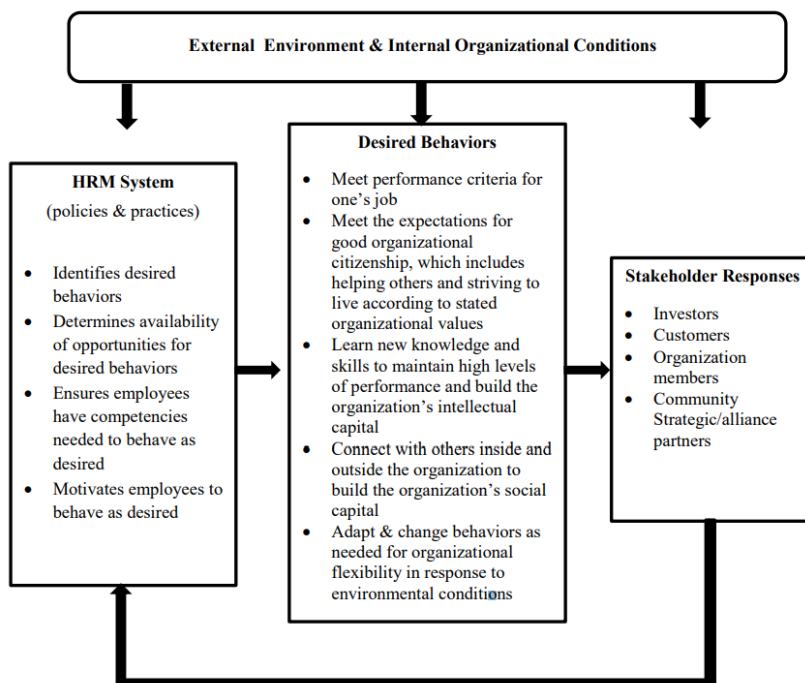 External Environment & Internal Organizational Conditions
HRM System
(policies & practices)
• Identifies desired
behaviors
• Determines availability
of opportunities for
desired behaviors
• Ensures employees
have competencies
needed to behave as
desired
• Motivates employees to
behave as desired
Desired Behaviors
• Meet performance criteria for
one's job
• Meet the expectations for
good organizational
citizenship, which includes
helping others and striving to
live according to stated
organizational values
• Learn new knowledge and
skills to maintain high levels
of performance and build the
organization's intellectual
capital
• Connect with others inside and
outside the organization to
build the organization's social
capital
• Adapt & change behaviors as
needed for organizational
flexibility in response to
environmental conditions
Stakeholder Responses
• Investors
• Customers
• Organization
members
• Community
Strategic/alliance
partners